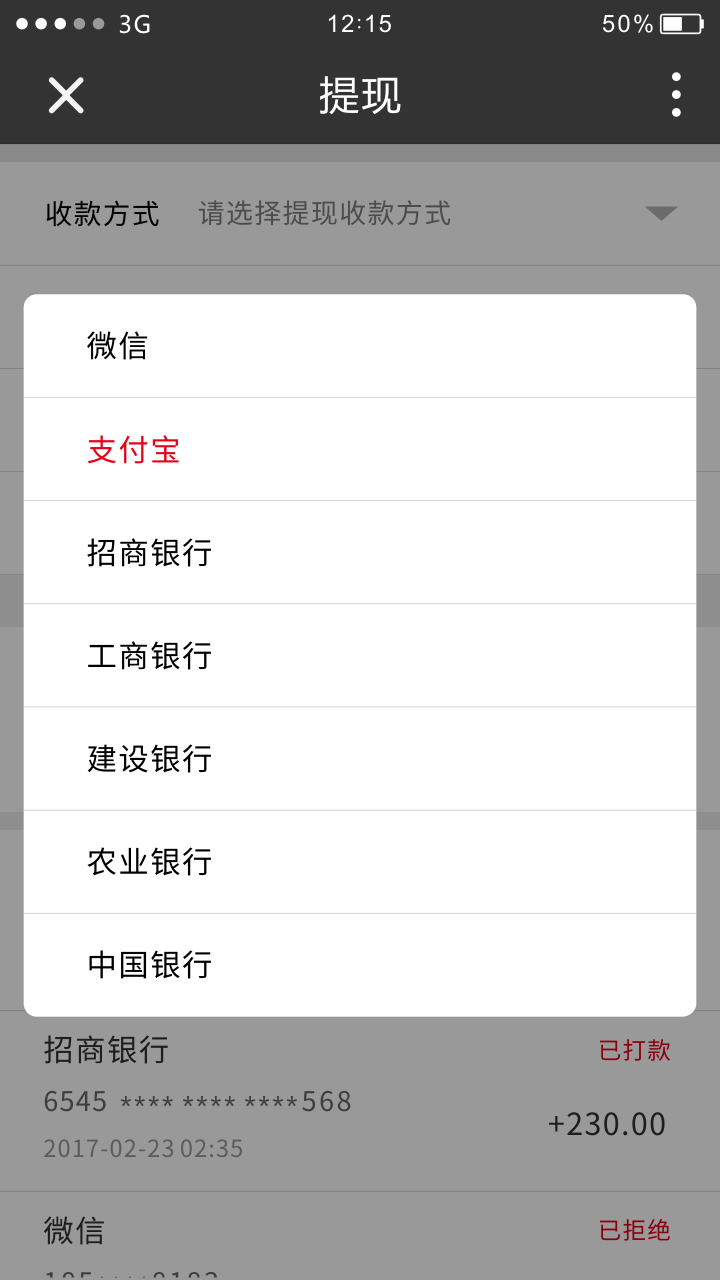 3G 12:15 50%
提现
收款方式 请选择提现收款方式
微信
支付宝
招商银行
工商银行
建设银行
农业银行
中国银行
招商银行 已打款
6545 **** **** ****568
+230.00
2017-02-23 02:35
微信 已拒绝